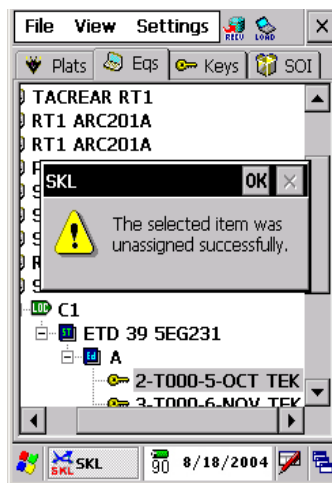 File View Settings RECV LOAD ×
Plats Eqs Keys SOI
TACREAR RT1
RT1 ARC201A
RT1 ARC201A
SKL OK ×
The selected item was
unassigned successfully.
LOC C1
ST ETD 39 5EG231
Ed A
2-T000-5-OCT TEK
3-T000-6-NOV TEK
SKL SKL 90 8/18/2004